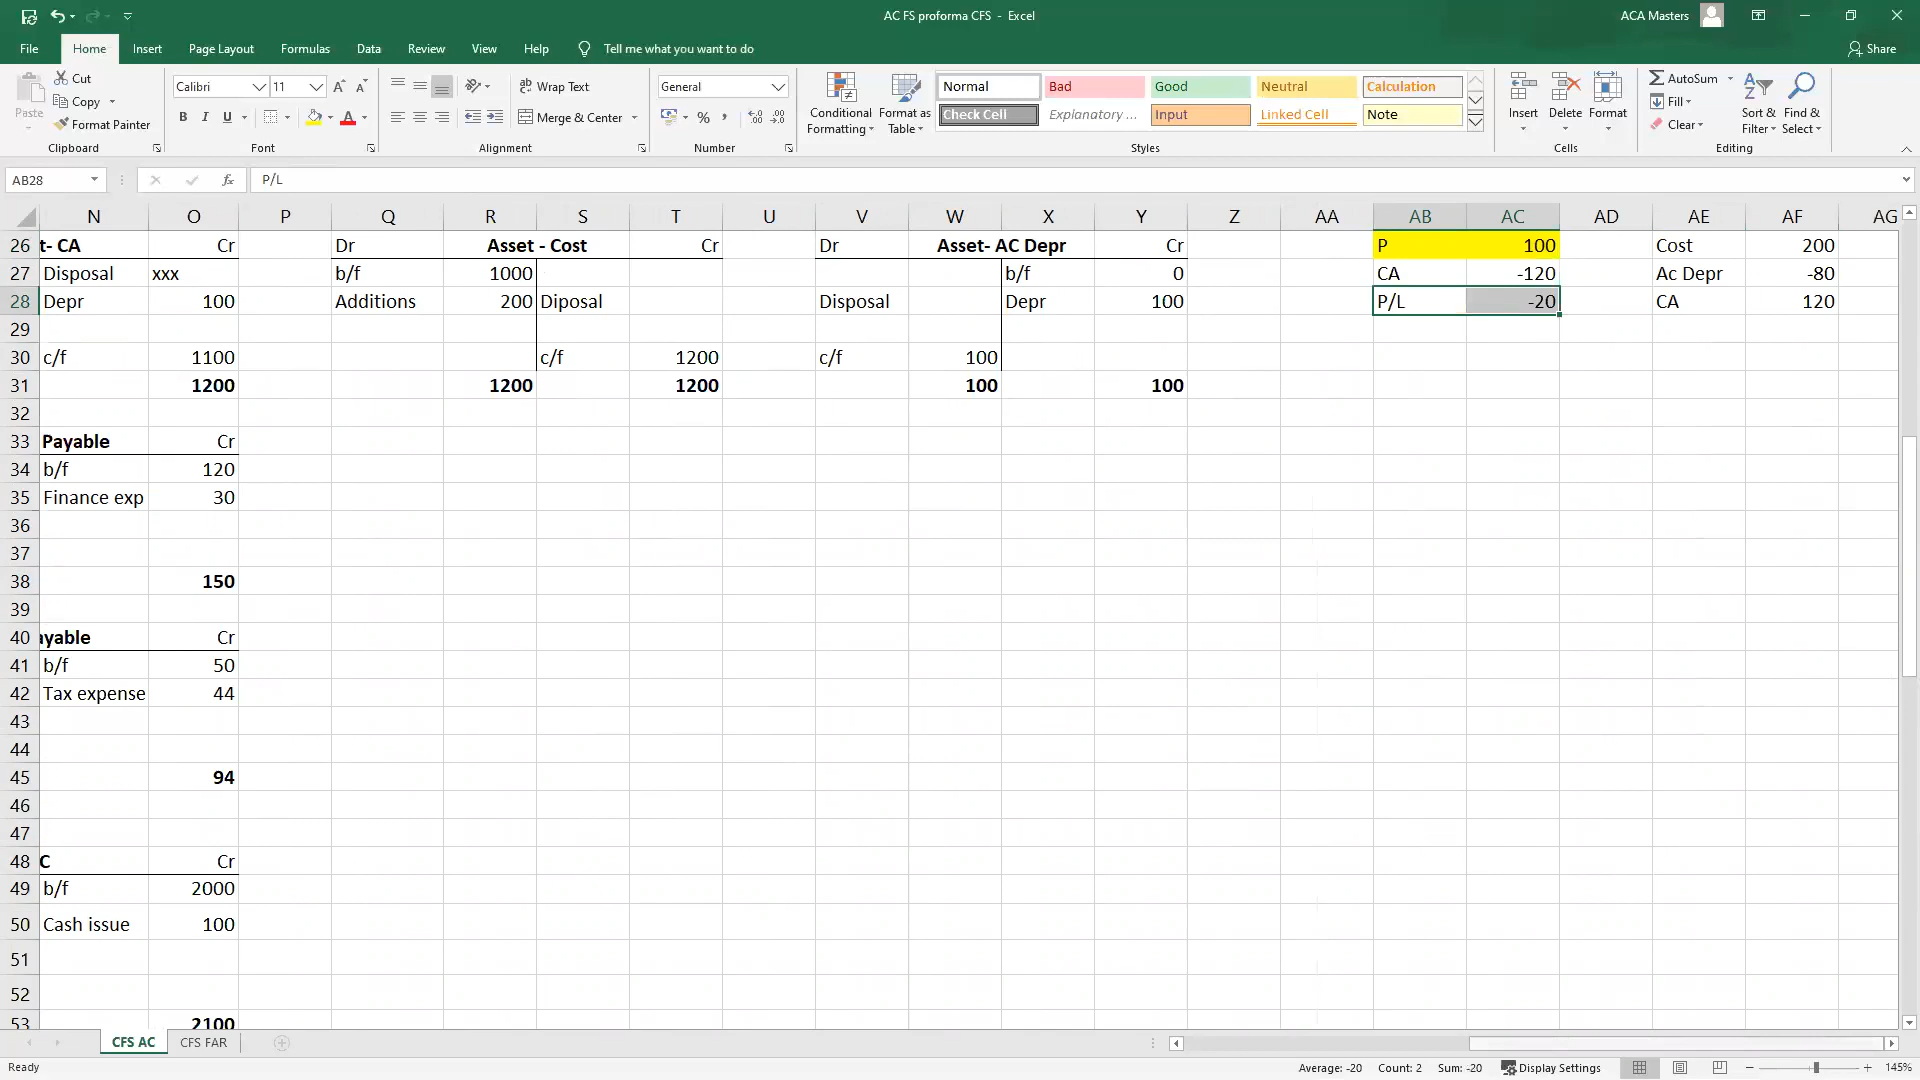 AC FS proforma CFS - Excel
ACA Masters
File Home Insert Page Layout Formulas Data Review View Help Tell me what you want to do
Share
Paste
Cut
Copy
Format Painter
Clipboard
Calibri 11
B I U
Font
Wrap Text
Merge & Center
Alignment
General
Number
Conditional Formatting
Format as Table
Normal Bad Good Neutral Calculation
Check Cell Explanatory ... Input Linked Cell Note
Styles
Insert Delete Format
Cells
AutoSum
Fill
Clear
Sort & Filter
Find & Select
Editing
AB28 fx P/L
N O P Q R S T U V W X Y Z AA AB AC AD AE AF AG
26 t- CA Cr Dr Asset - Cost Cr Dr Asset- AC Depr Cr P 100 Cost 200
27 Disposal xxx b/f 1000 b/f 0 CA -120 Ac Depr -80
28 Depr 100 Additions 200 Diposal Disposal Depr 100 P/L -20 CA 120
29
30 c/f 1100 c/f 1200 c/f 100
31 1200 1200 1200 100 100
32
33 Payable Cr
34 b/f 120
35 Finance exp 30
36
37
38 150
39
40 ayable Cr
41 b/f 50
42 Tax expense 44
43
44
45 94
46
47
48 C Cr
49 b/f 2000
50 Cash issue 100
51
52
53 2100
CFS AC CFS FAR
Ready
Average: -20 Count: 2 Sum: -20 Display Settings 145%